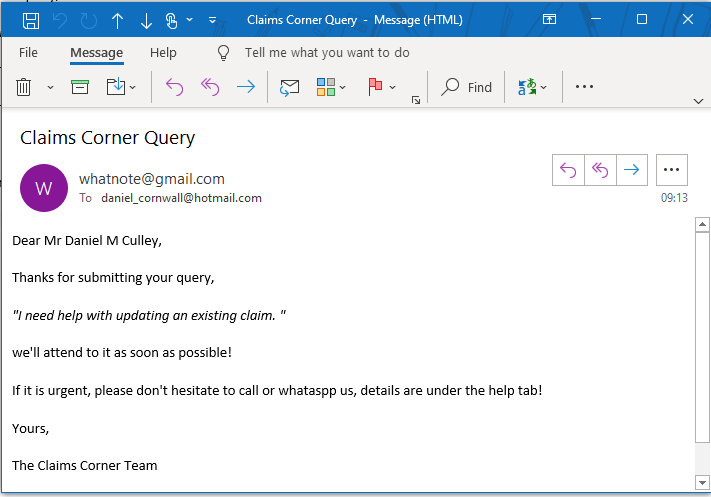 Claims Corner Query - Message (HTML)
File Message Help Tell me what you want to do
Find
Claims Corner Query
W
whatnote@gmail.com
To daniel_cornwall@hotmail.com
09:13
Dear Mr Daniel M Culley,
Thanks for submitting your query,
"I need help with updating an existing claim. "
we'll attend to it as soon as possible!
If it is urgent, please don't hesitate to call or whataspp us, details are under the help tab!
Yours,
The Claims Corner Team